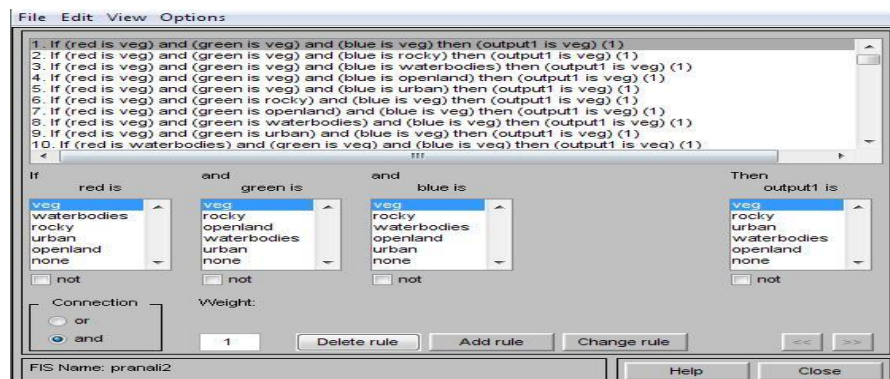 File Edit View Options
1. If (red is veg) and (green is veg) and (blue is veg) then (output1 is veg) (1)
2. If (red is veg) and (green is veg) and (blue is rocky) then (output1 is veg) (1)
3. If (red is veg) and (green is veg) and (blue is waterbodies) then (output1 is veg) (1)
4. If (red is veg) and (green is veg) and (blue is openland) then (output1 is veg) (1)
5. If (red is veg) and (green is veg) and (blue is urban) then (output1 is veg) (1)
6. If (red is veg) and (green is rocky) and (blue is veg) then (output1 is veg) (1)
7. If (red is veg) and (green is openland) and (blue is veg) then (output1 is veg) (1)
8. If (red is veg) and (green is waterbodies) and (blue is veg) then (output1 is veg) (1)
9. If (red is veg) and (green is urban) and (blue is veg) then (output1 is veg) (1)
10. If (red is waterbodies) and (green is veg) and (blue is veg) then (output1 is veg) (1)
If and and Then
red is green is blue is output1 is
veg veg veg veg
waterbodies rocky rocky rocky
rocky openland waterbodies urban
urban waterbodies openland waterbodies
openland urban urban openland
none none none none
not not not not
Connection Weight:
or
and 1 Delete rule Add rule Change rule << >>
FIS Name: pranali2 Help Close